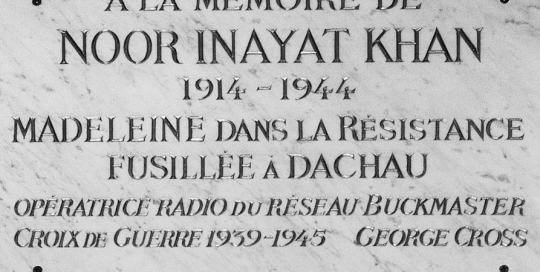 À LA MÉMOIRE DE
NOOR INAYAT KHAN
1914 - 1944
MADELEINE DANS LA RÉSISTANCE
FUSILLÉE À DACHAU
OPÉRATRICE RADIO DU RÉSEAU BUCKMASTER
CROIX DE GUERRE 1939-1945 GEORGE CROSS